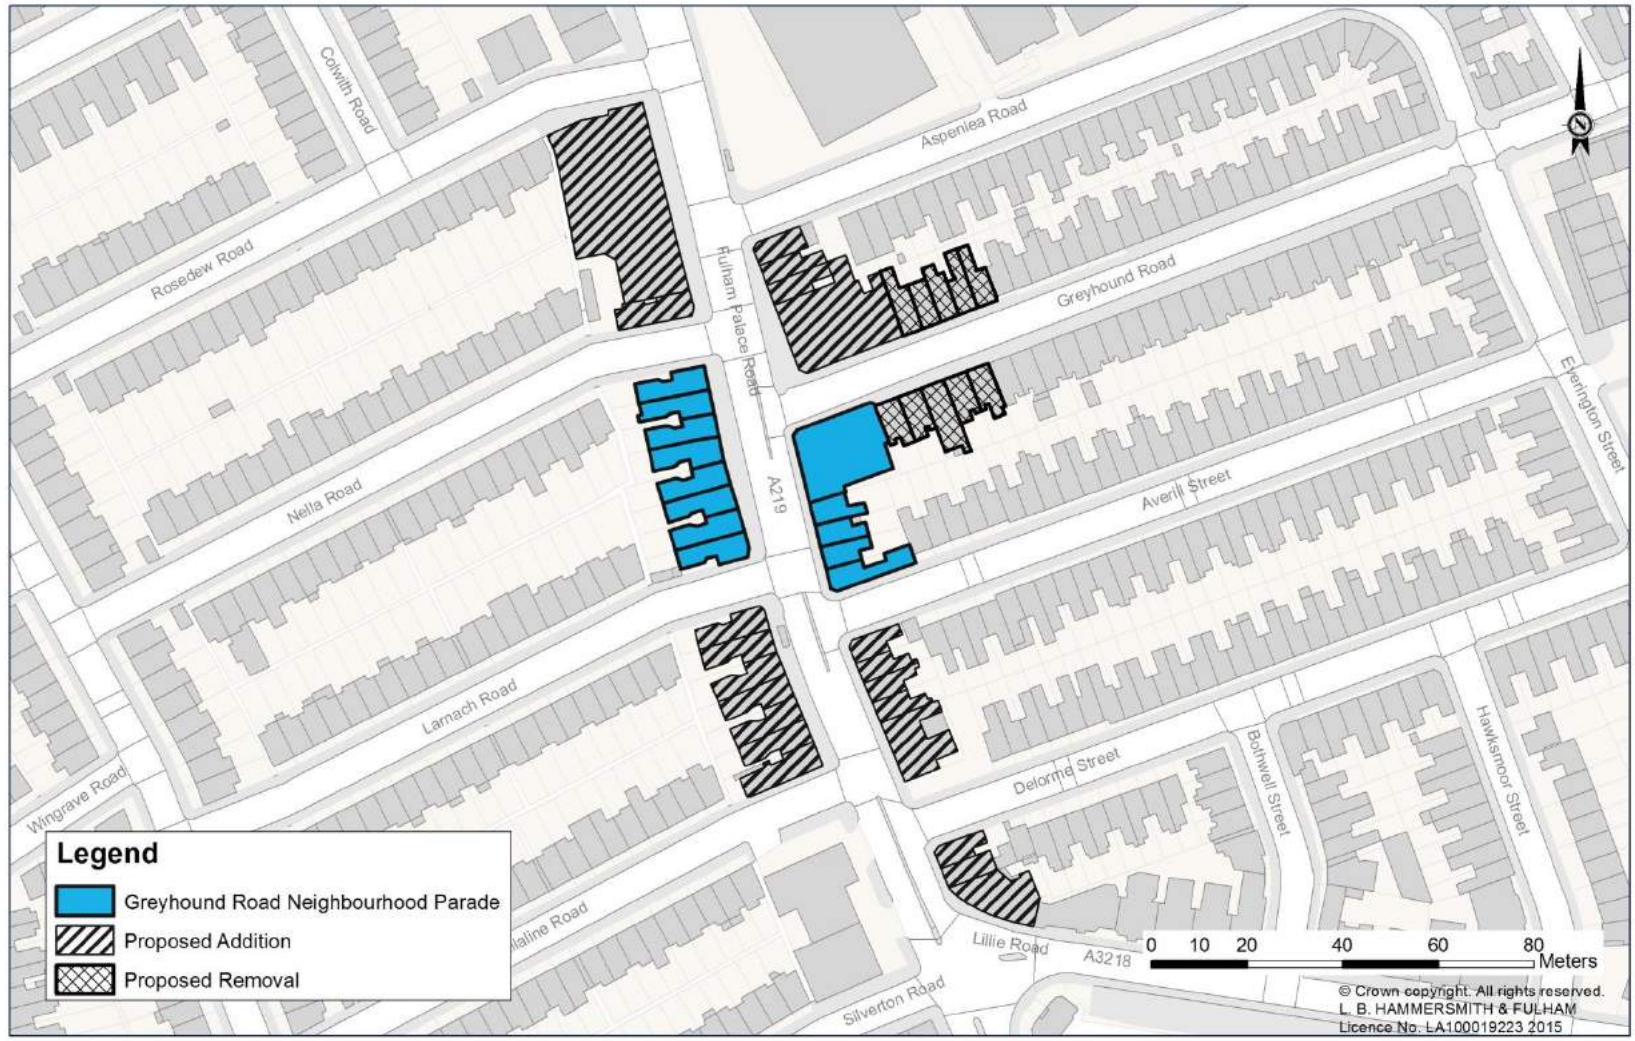 Colwith Road
Aspenlea Road
N
Rosedew Road
Fulham Palace Road
Greyhound Road
Everington Street
Nella Road
A219
Averill Street
Larnach Road
Hawksmoor Street
Bothwell Street
Delorme Street
Wingrave Road
Legend
Greyhound Road Neighbourhood Parade
Proposed Addition
Proposed Removal
laline Road
Lillie Road
A3218
Silverton Road
0 10 20 40 60 80
Meters
© Crown copyright. All rights reserved.
L. B. HAMMERSMITH & FULHAM
Licence No. LA100019223 2015